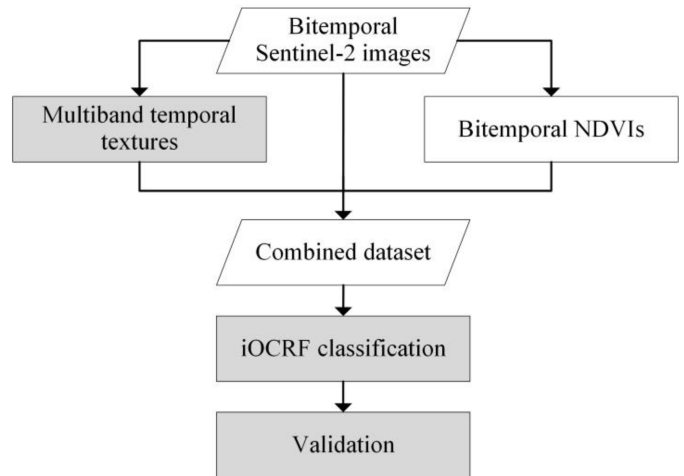 Bitemporal
Sentinel-2 images
Multiband temporal
textures
Bitemporal NDVIs
Combined dataset
iOCRF classification
Validation